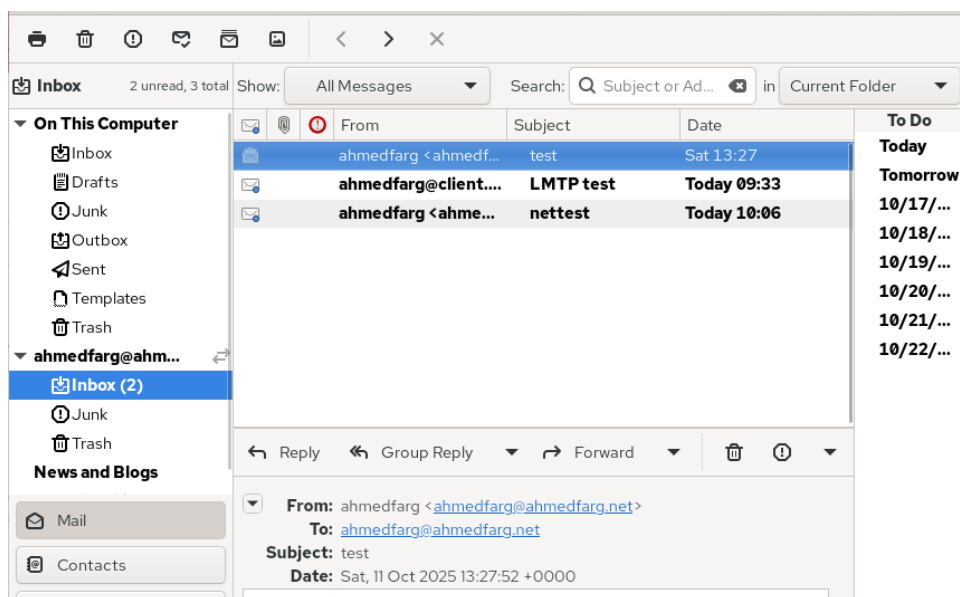 Inbox 2 unread, 3 total Show: All Messages Search: Subject or Ad... in Current Folder
On This Computer
Inbox
Drafts
Junk
Outbox
Sent
Templates
Trash
ahmedfarg@ahm...
Inbox (2)
Junk
Trash
News and Blogs
Mail
Contacts
From Subject Date
ahmedfarg <ahmedf... test Sat 13:27
ahmedfarg@client.... LMTP test Today 09:33
ahmedfarg <ahme... nettest Today 10:06
Reply Group Reply Forward
From: ahmedfarg <ahmedfarg@ahmedfarg.net>
To: ahmedfarg@ahmedfarg.net
Subject: test
Date: Sat, 11 Oct 2025 13:27:52 +0000
To Do
Today
Tomorrow
10/17/...
10/18/...
10/19/...
10/20/...
10/21/...
10/22/...